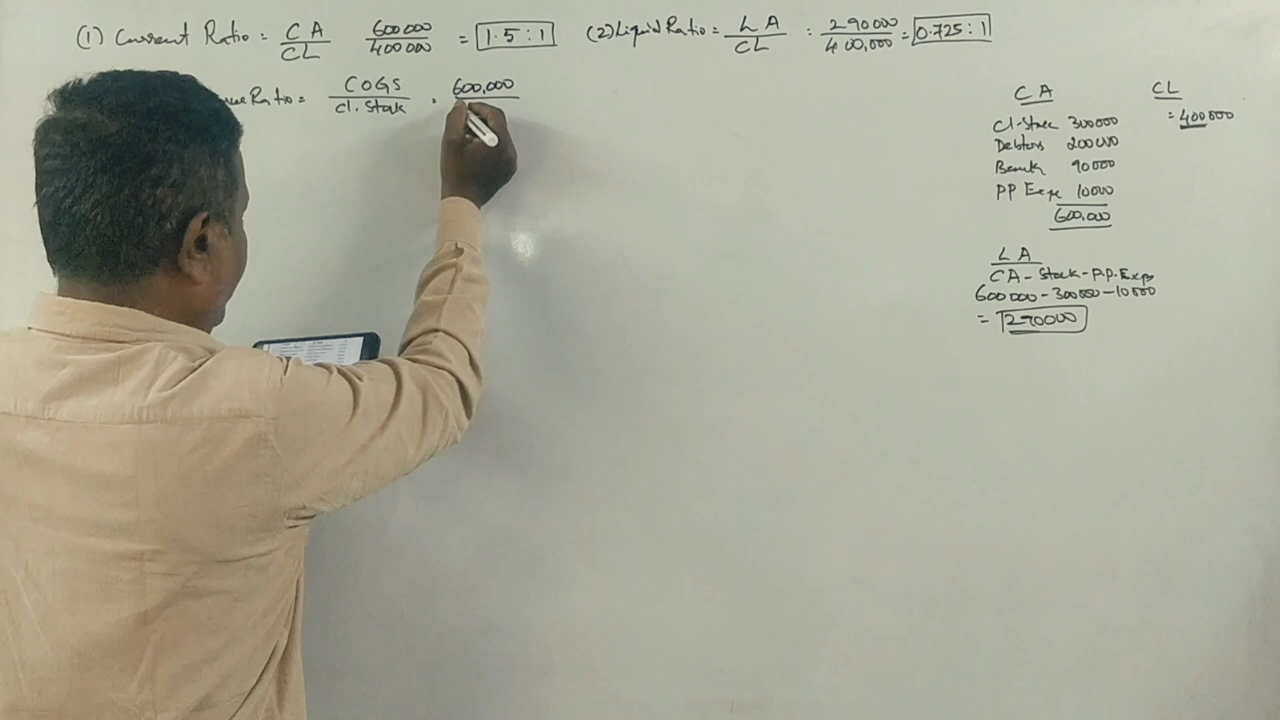 (1) Current Ratio = CA / CL 600000 / 400000 = 1.5 : 1 (2) Liquid Ratio = LA / CL : 290000 / 400,000 = 0.725 : 1
Ratio = COGS / Cl. Stock = 600,000
CA
Cl-Stock 300000
Debtors 200000
Bank 90000
PP Exp 10000
600,000
CL
= 400000
LA
CA - Stock - P.P. Exps
600000 - 300000 - 10000
= 290000